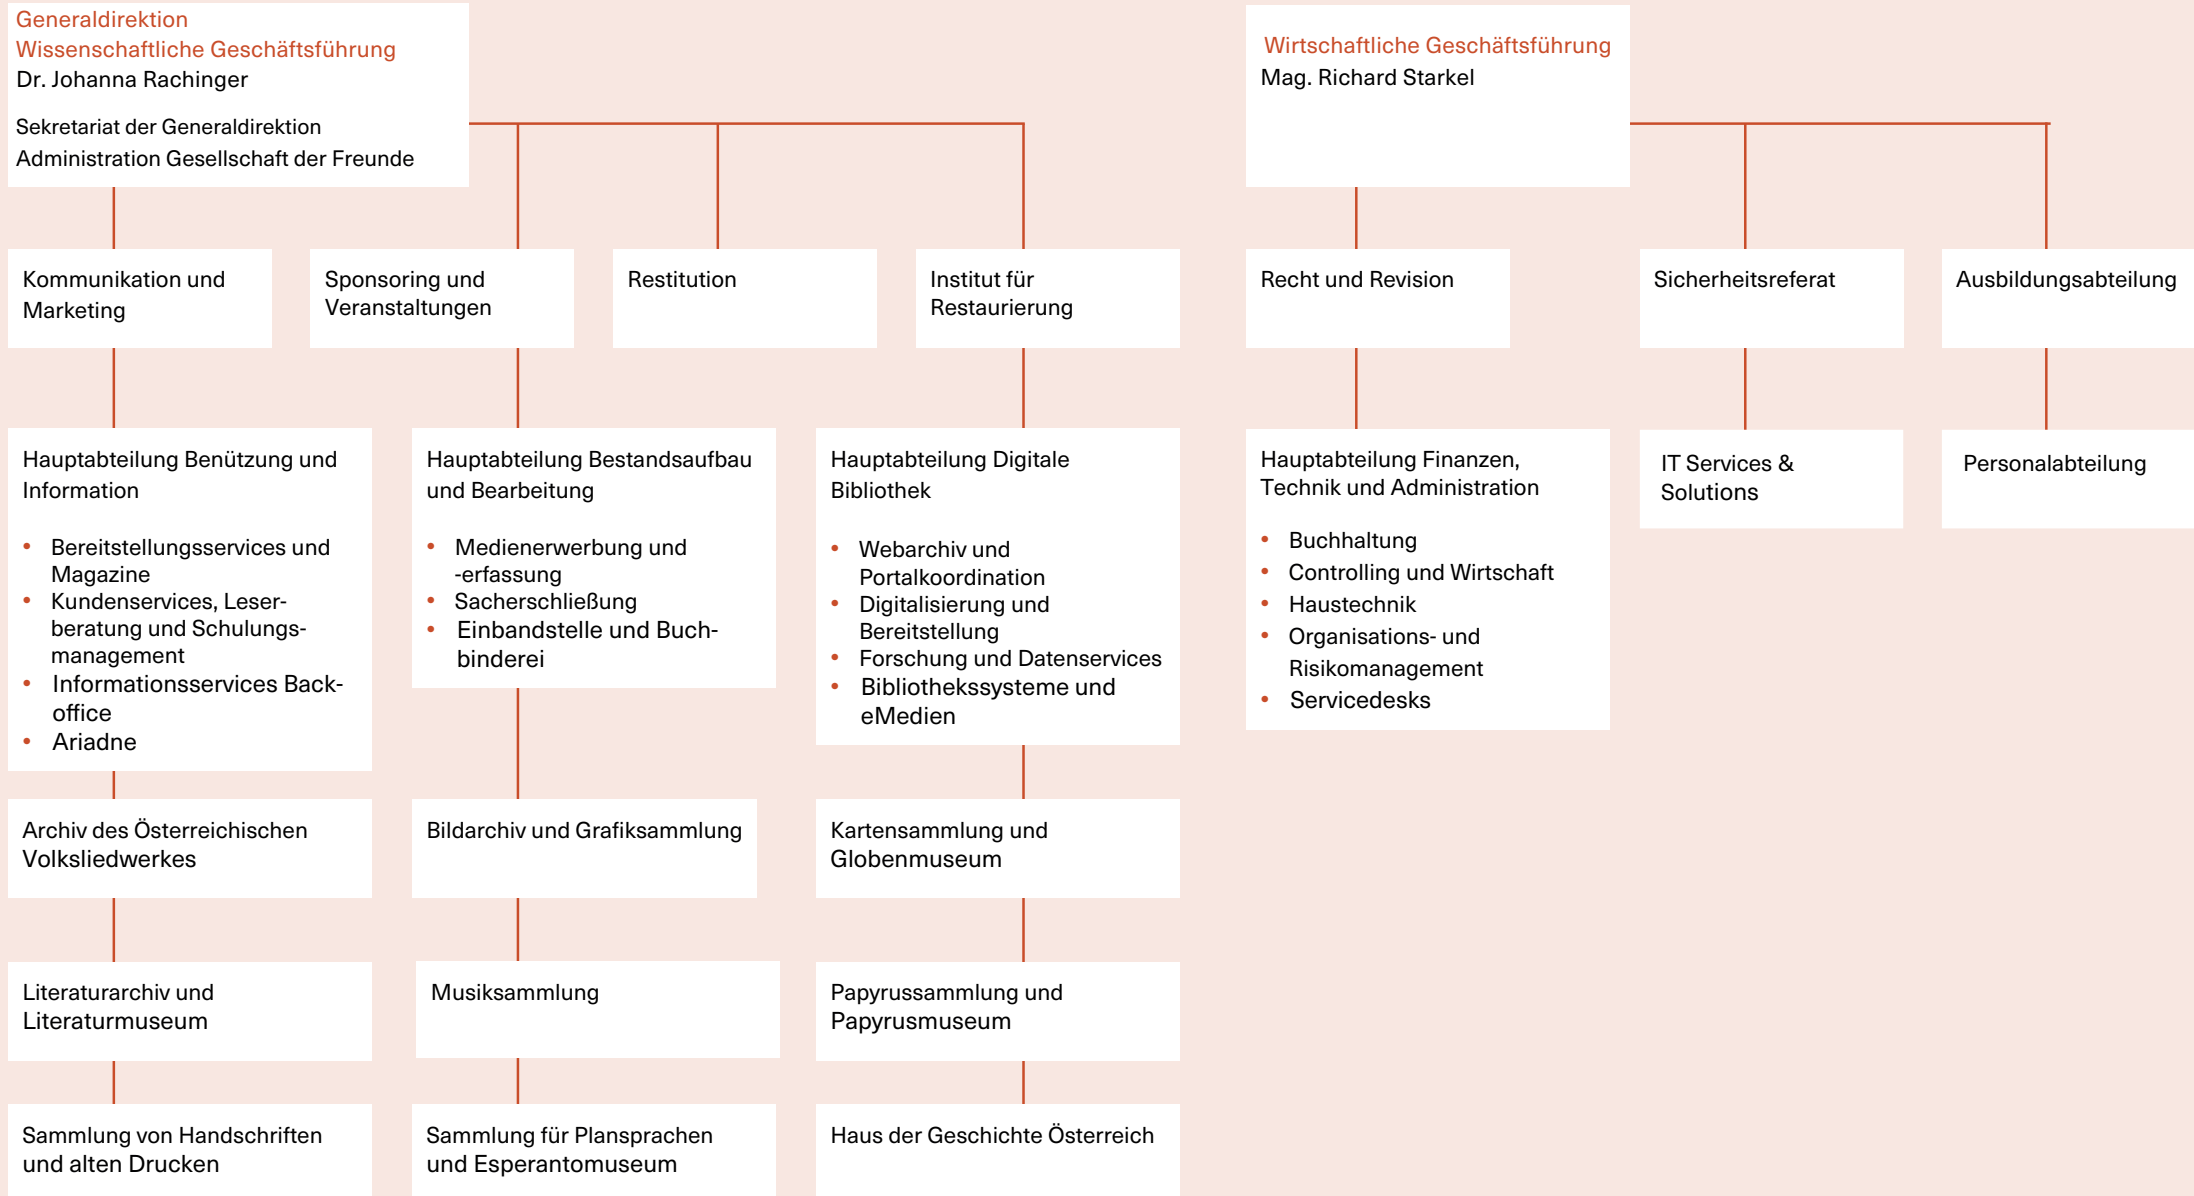 Generaldirektion
Wissenschaftliche Geschäftsführung
Dr. Johanna Rachinger
Sekretariat der Generaldirektion
Administration Gesellschaft der Freunde
Wirtschaftliche Geschäftsführung
Mag. Richard Starkel
Kommunikation und
Marketing
Sponsoring und
Veranstaltungen
Restitution
Institut für
Restaurierung
Recht und Revision
Sicherheitsreferat
Ausbildungsabteilung
Hauptabteilung Benützung und
Information
• Bereitstellungsservices und
Magazine
• Kundenservices, Leser-
beratung und Schulungs-
management
• Informationsservices Back-
office
• Ariadne
Hauptabteilung Bestandsaufbau
und Bearbeitung
• Medienerwerbung und
-erfassung
• Sacherschließung
• Einbandstelle und Buch-
binderei
Hauptabteilung Digitale
Bibliothek
• Webarchiv und
Portalkoordination
• Digitalisierung und
Bereitstellung
• Forschung und Datenservices
• Bibliothekssysteme und
eMedien
Hauptabteilung Finanzen,
Technik und Administration
• Buchhaltung
• Controlling und Wirtschaft
• Haustechnik
• Organisations- und
Risikomanagement
• Servicedesks
IT Services &
Solutions
Personalabteilung
Archiv des Österreichischen
Volksliedwerkes
Bildarchiv und Grafiksammlung
Kartensammlung und
Globenmuseum
Literaturarchiv und
Literaturmuseum
Musiksammlung
Papyrussammlung und
Papyrusmuseum
Sammlung von Handschriften
und alten Drucken
Sammlung für Plansprachen
und Esperantomuseum
Haus der Geschichte Österreich